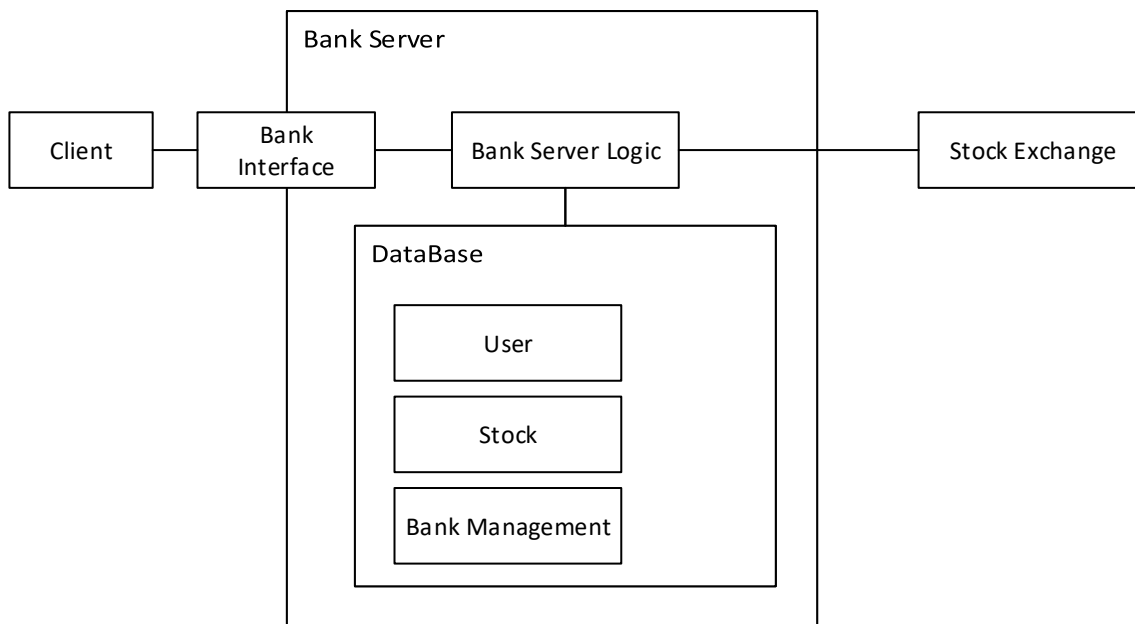 Bank Server
Client
Bank
Interface
Bank Server Logic
Stock Exchange
DataBase
User
Stock
Bank Management